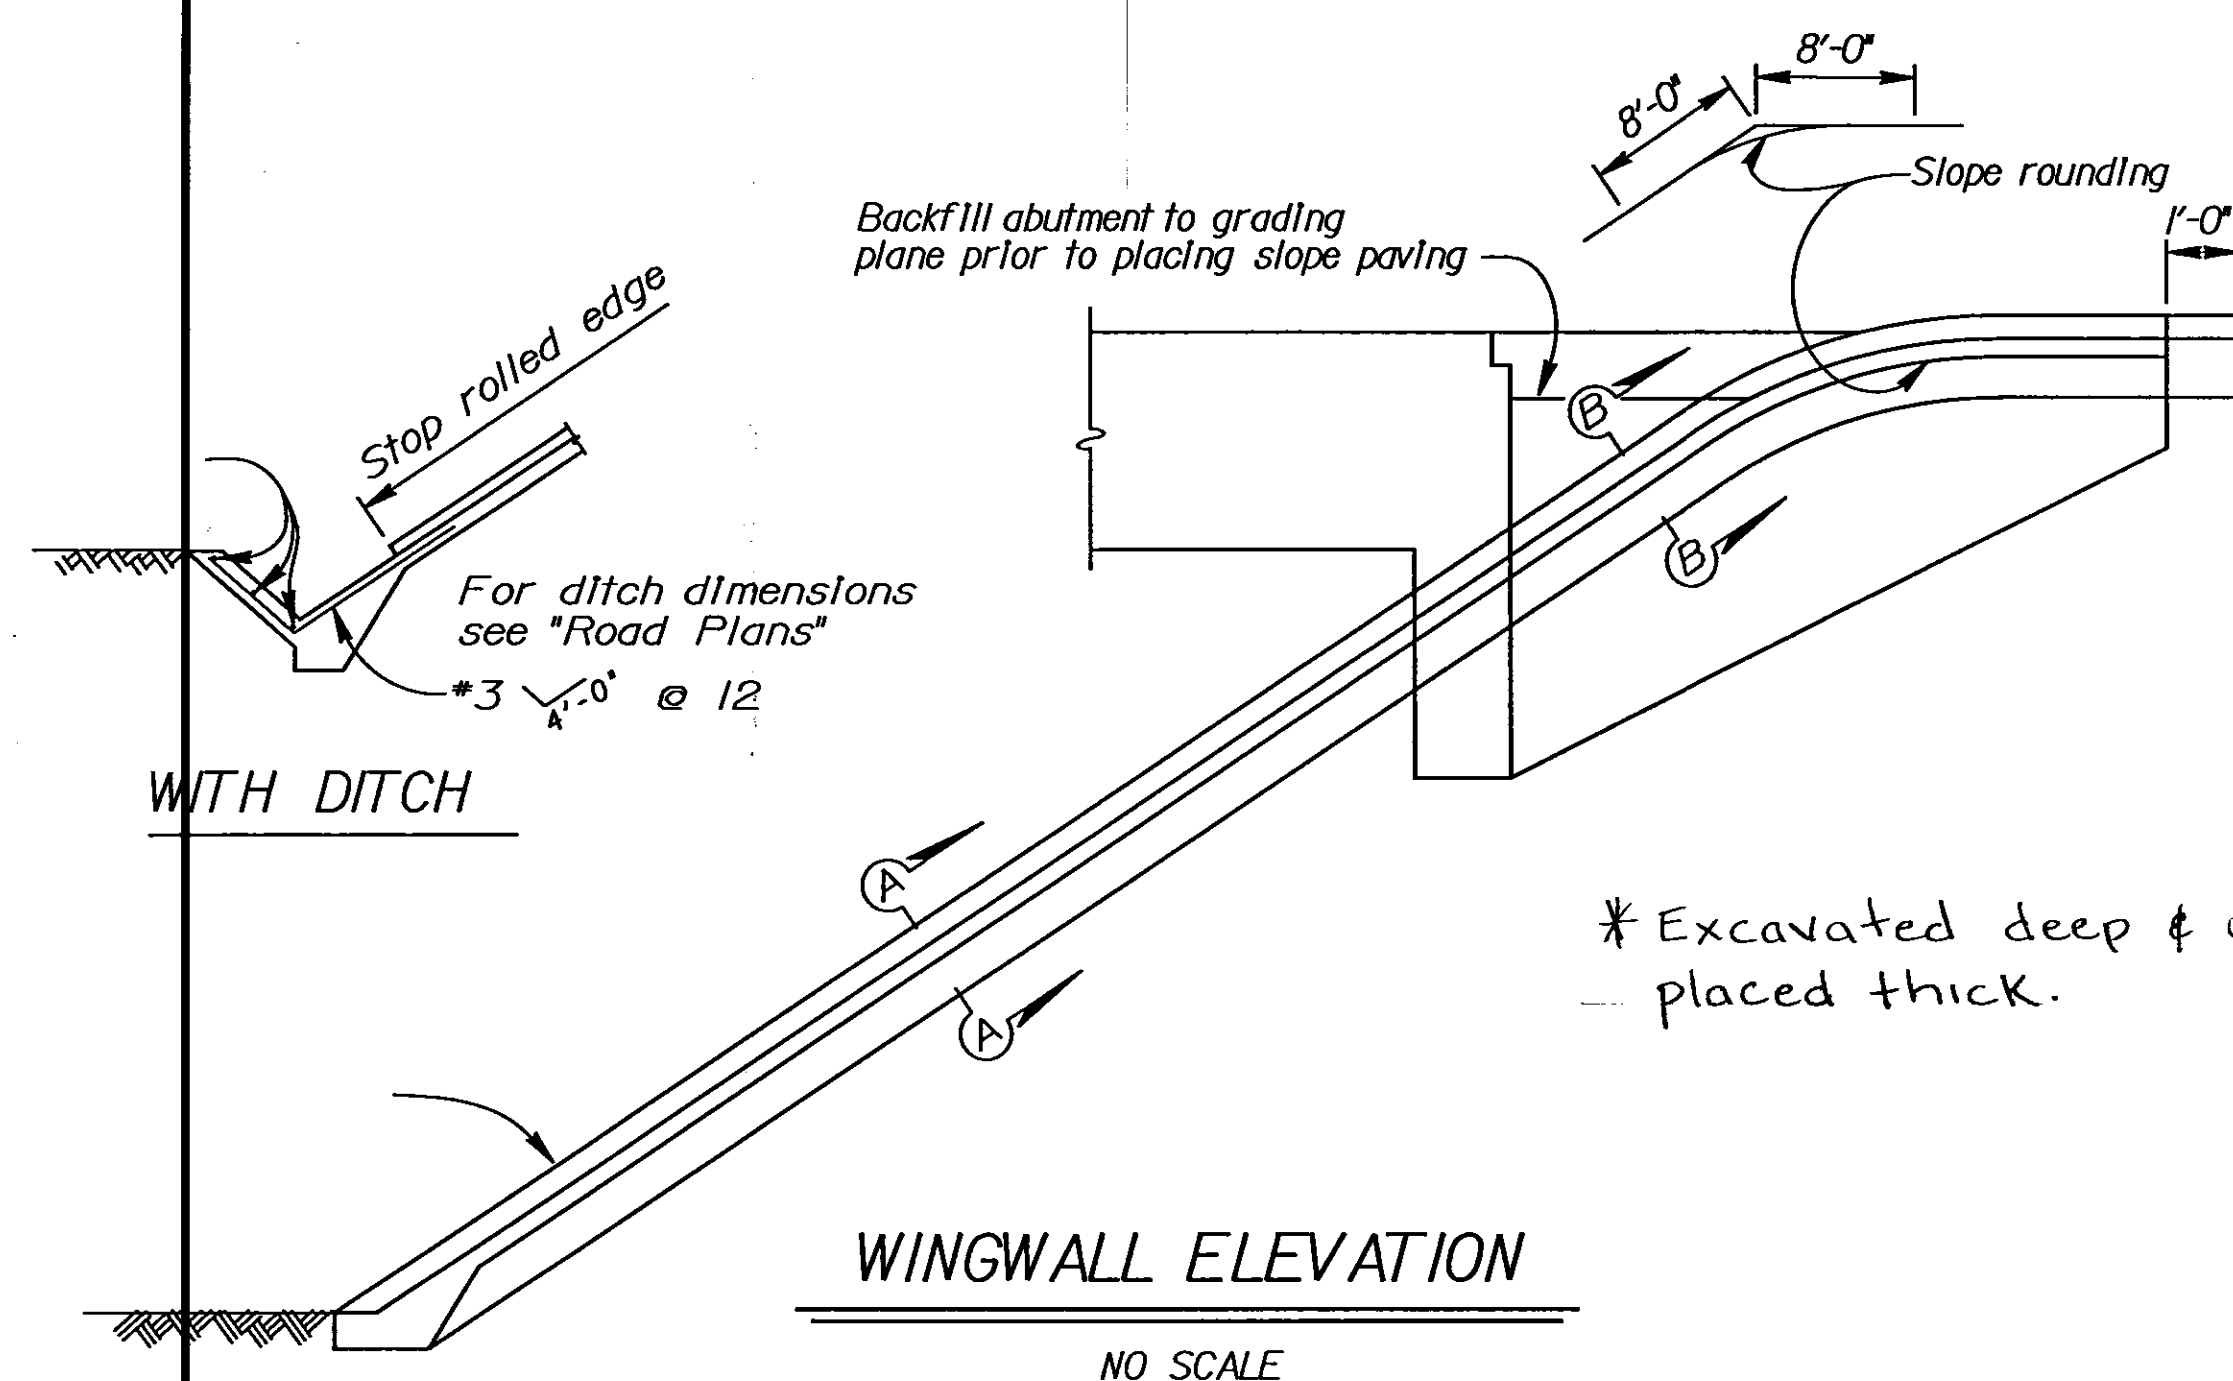 8'-0"
8'-0"
Slope rounding
1'-0"
Backfill abutment to grading
plane prior to placing slope paving
Stop rolled edge
B
B
For ditch dimensions
see "Road Plans"
#3 4'-0" @ 12
WITH DITCH
A
A
* Excavated deep &
placed thick.
WINGWALL ELEVATION
NO SCALE